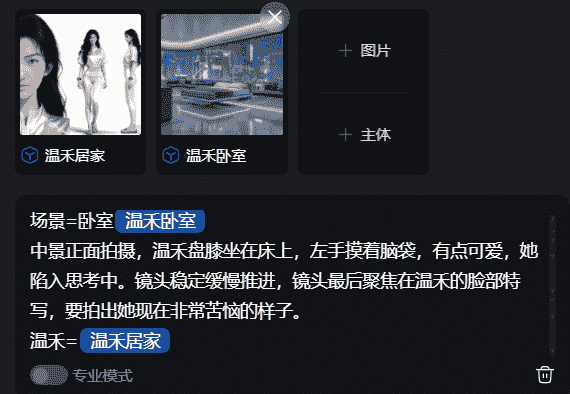 图片
主体
温禾居家
温禾卧室
场景=卧室 温禾卧室
中景正面拍摄，温禾盘膝坐在床上，左手摸着脑袋，有点可爱，她
陷入思考中。镜头稳定缓慢推进，镜头最后聚焦在温禾的脸部特
写，要拍出她现在非常苦恼的样子。
温禾= 温禾居家
专业模式